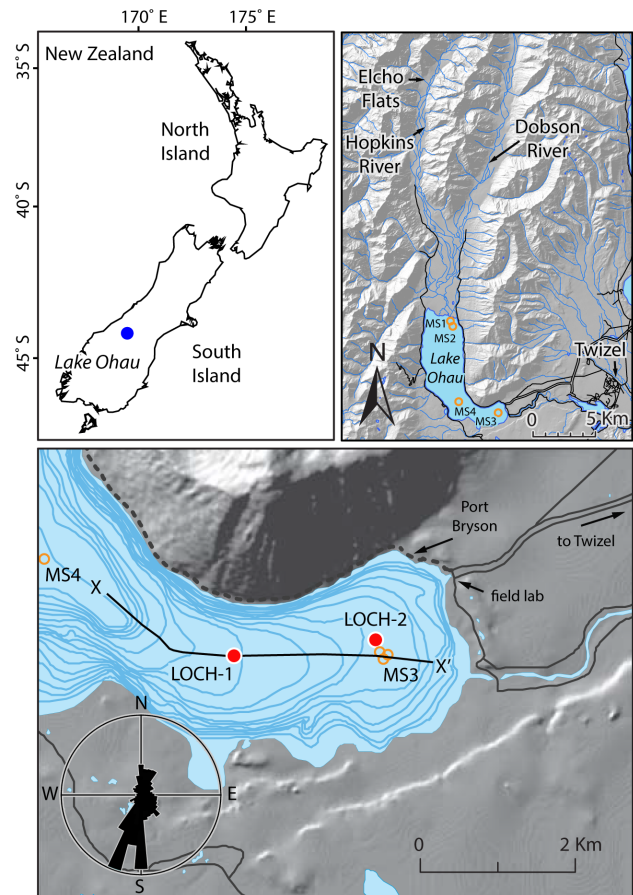 170° E
175° E
New Zealand
35°S
40°S
45°S
North
Island
Lake Ohau
South
Island
Elcho
Flats
Hopkins
River
Dobson
River
MS1
MS2
Lake
Ohau
N
Twizel
MS4
MS3
0
5 Km
MS4
X
LOCH-1
LOCH-2
MS3
X'
Port
Bryson
to Twizel
field lab
N
W
E
S
0
2 Km